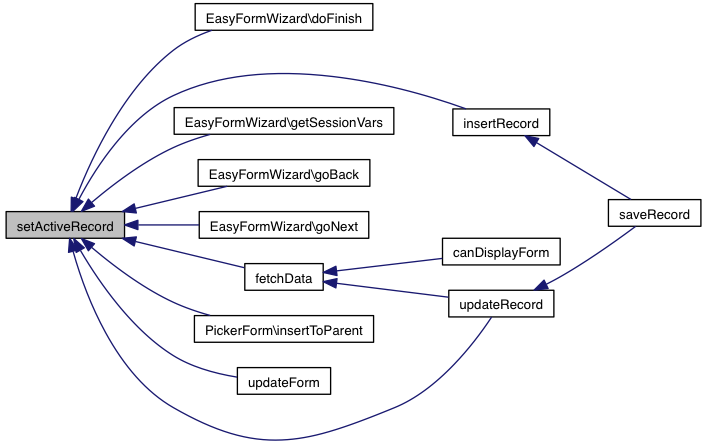 EasyFormWizard\doFinish
insertRecord
EasyFormWizard\getSessionVars
EasyFormWizard\goBack
saveRecord
setActiveRecord
EasyFormWizard\goNext
canDisplayForm
fetchData
updateRecord
PickerForm\insertToParent
updateForm